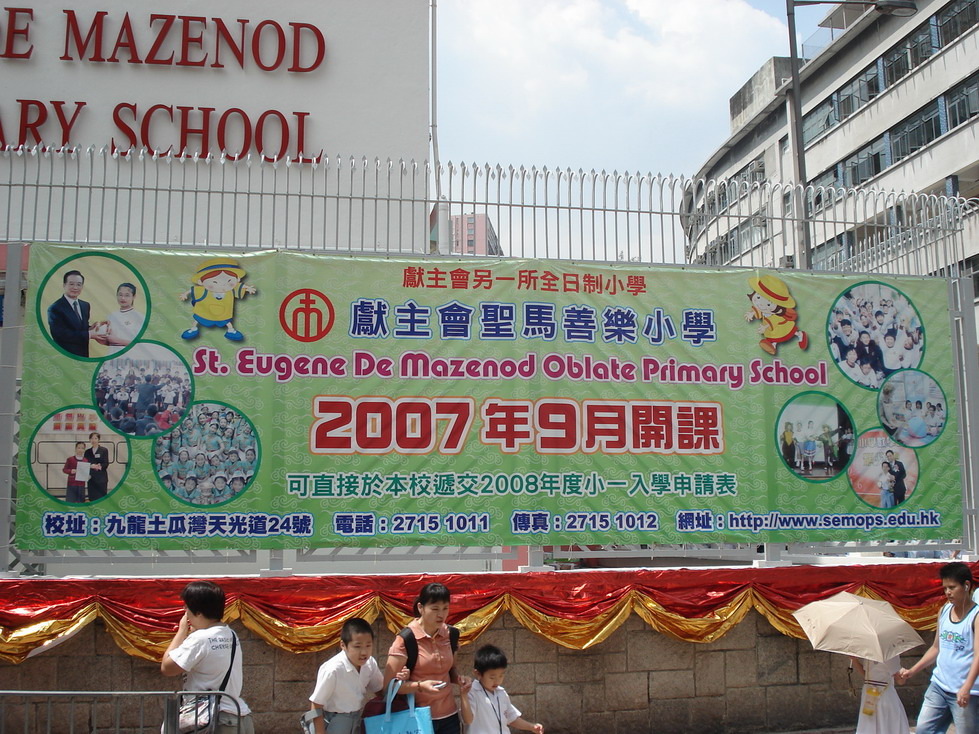 DE MAZENOD
ARY SCHOOL
獻主會另一所全日制小學
獻主會聖馬善樂小學
St. Eugene De Mazenod Oblate Primary School
2007年9月開課
可直接於本校遞交2008年度小一入學申請表
校址：九龍土瓜灣天光道24號 電話：2715 1011 傳真：2715 1012 網址：http://www.semops.edu.hk